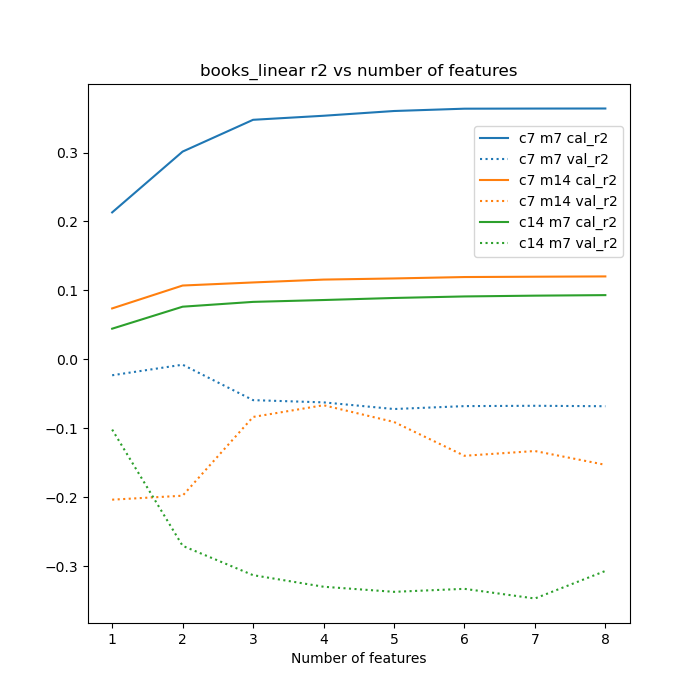 books_linear r2 vs number of features
0.3
0.2
0.1
0.0
−0.1
−0.2
−0.3
c7 m7 cal_r2
c7 m7 val_r2
c7 m14 cal_r2
c7 m14 val_r2
c14 m7 cal_r2
c14 m7 val_r2
1 2 3 4 5 6 7 8
Number of features